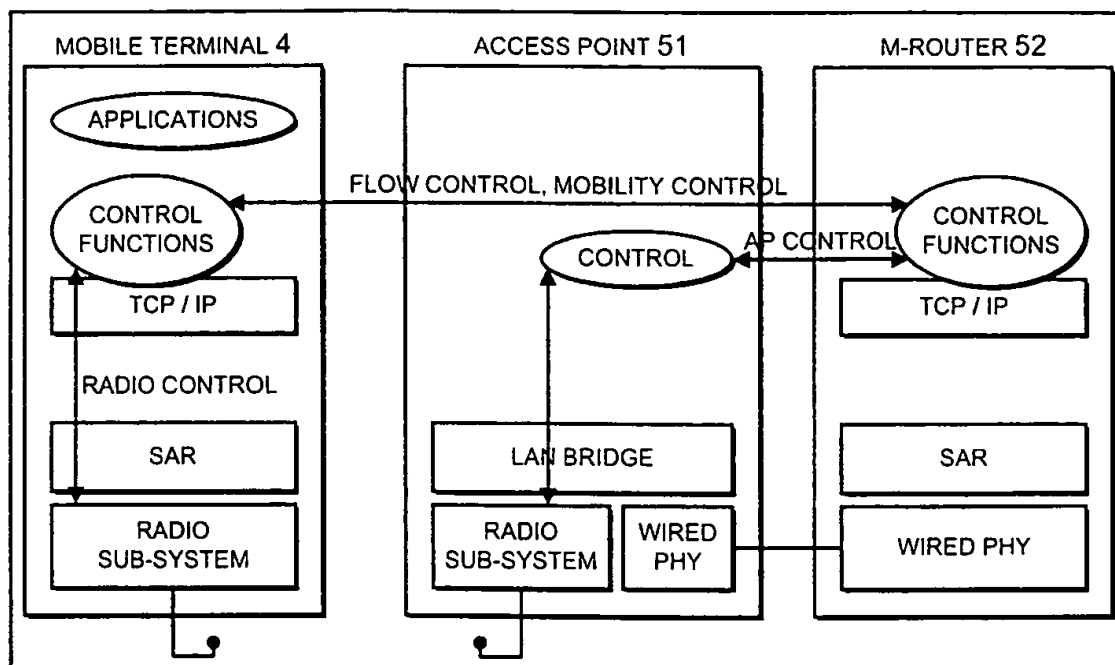 MOBILE TERMINAL 4
ACCESS POINT 51
M-ROUTER 52
APPLICATIONS
FLOW CONTROL, MOBILITY CONTROL
CONTROL
FUNCTIONS
CONTROL
AP CONTROL
CONTROL
FUNCTIONS
TCP / IP
TCP / IP
RADIO CONTROL
SAR
LAN BRIDGE
SAR
RADIO
SUB-SYSTEM
RADIO
SUB-SYSTEM
WIRED
PHY
WIRED PHY